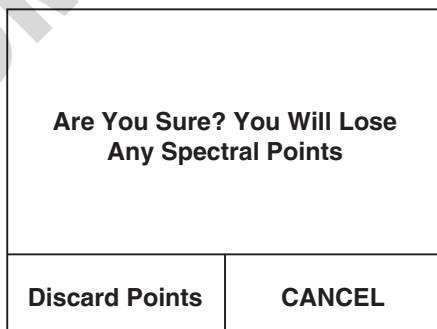 Are You Sure? You Will Lose
Any Spectral Points
Discard Points
CANCEL